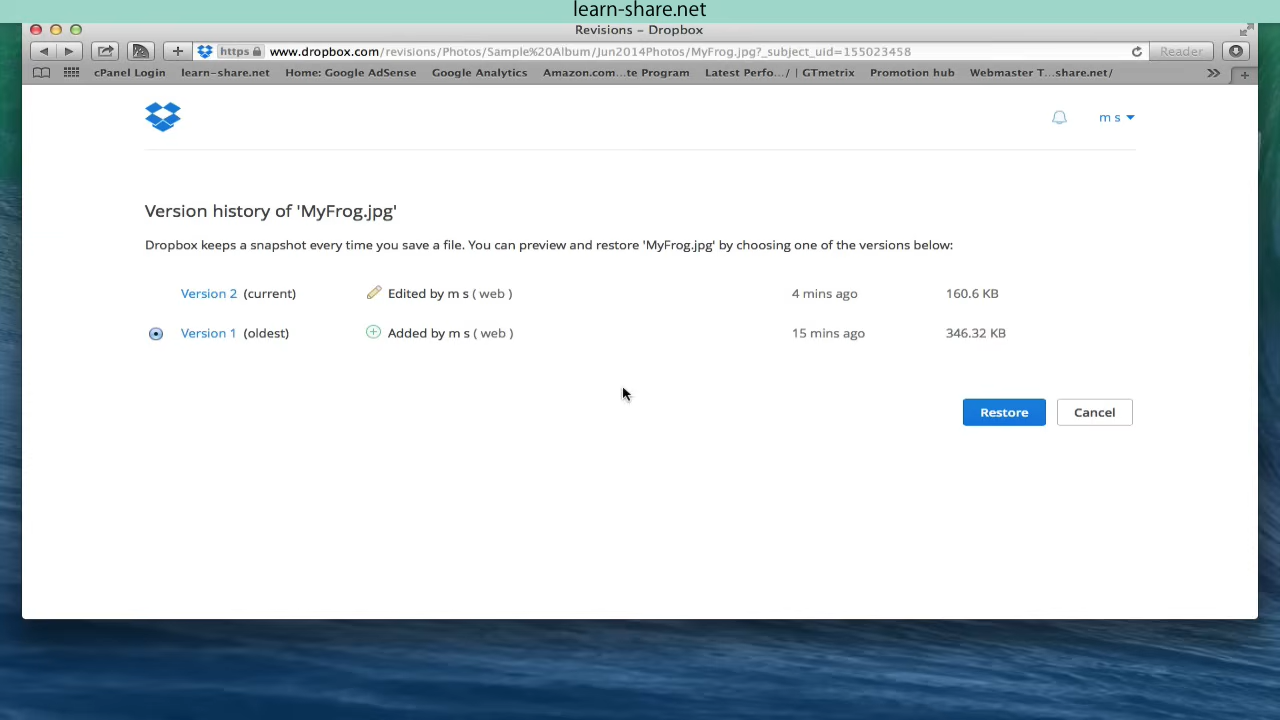 learn-share.net
Revisions – Dropbox
https www.dropbox.com/revisions/Photos/Sample%20Album/Jun2014Photos/MyFrog.jpg?_subject_uid=155023458 Reader
cPanel Login learn-share.net Home: Google AdSense Google Analytics Amazon.com...te Program Latest Perfo.../ | GTmetrix Promotion hub Webmaster T...share.net/
m s
Version history of 'MyFrog.jpg'
Dropbox keeps a snapshot every time you save a file. You can preview and restore 'MyFrog.jpg' by choosing one of the versions below:
Version 2 (current) Edited by m s ( web ) 4 mins ago 160.6 KB
Version 1 (oldest) Added by m s ( web ) 15 mins ago 346.32 KB
Restore Cancel